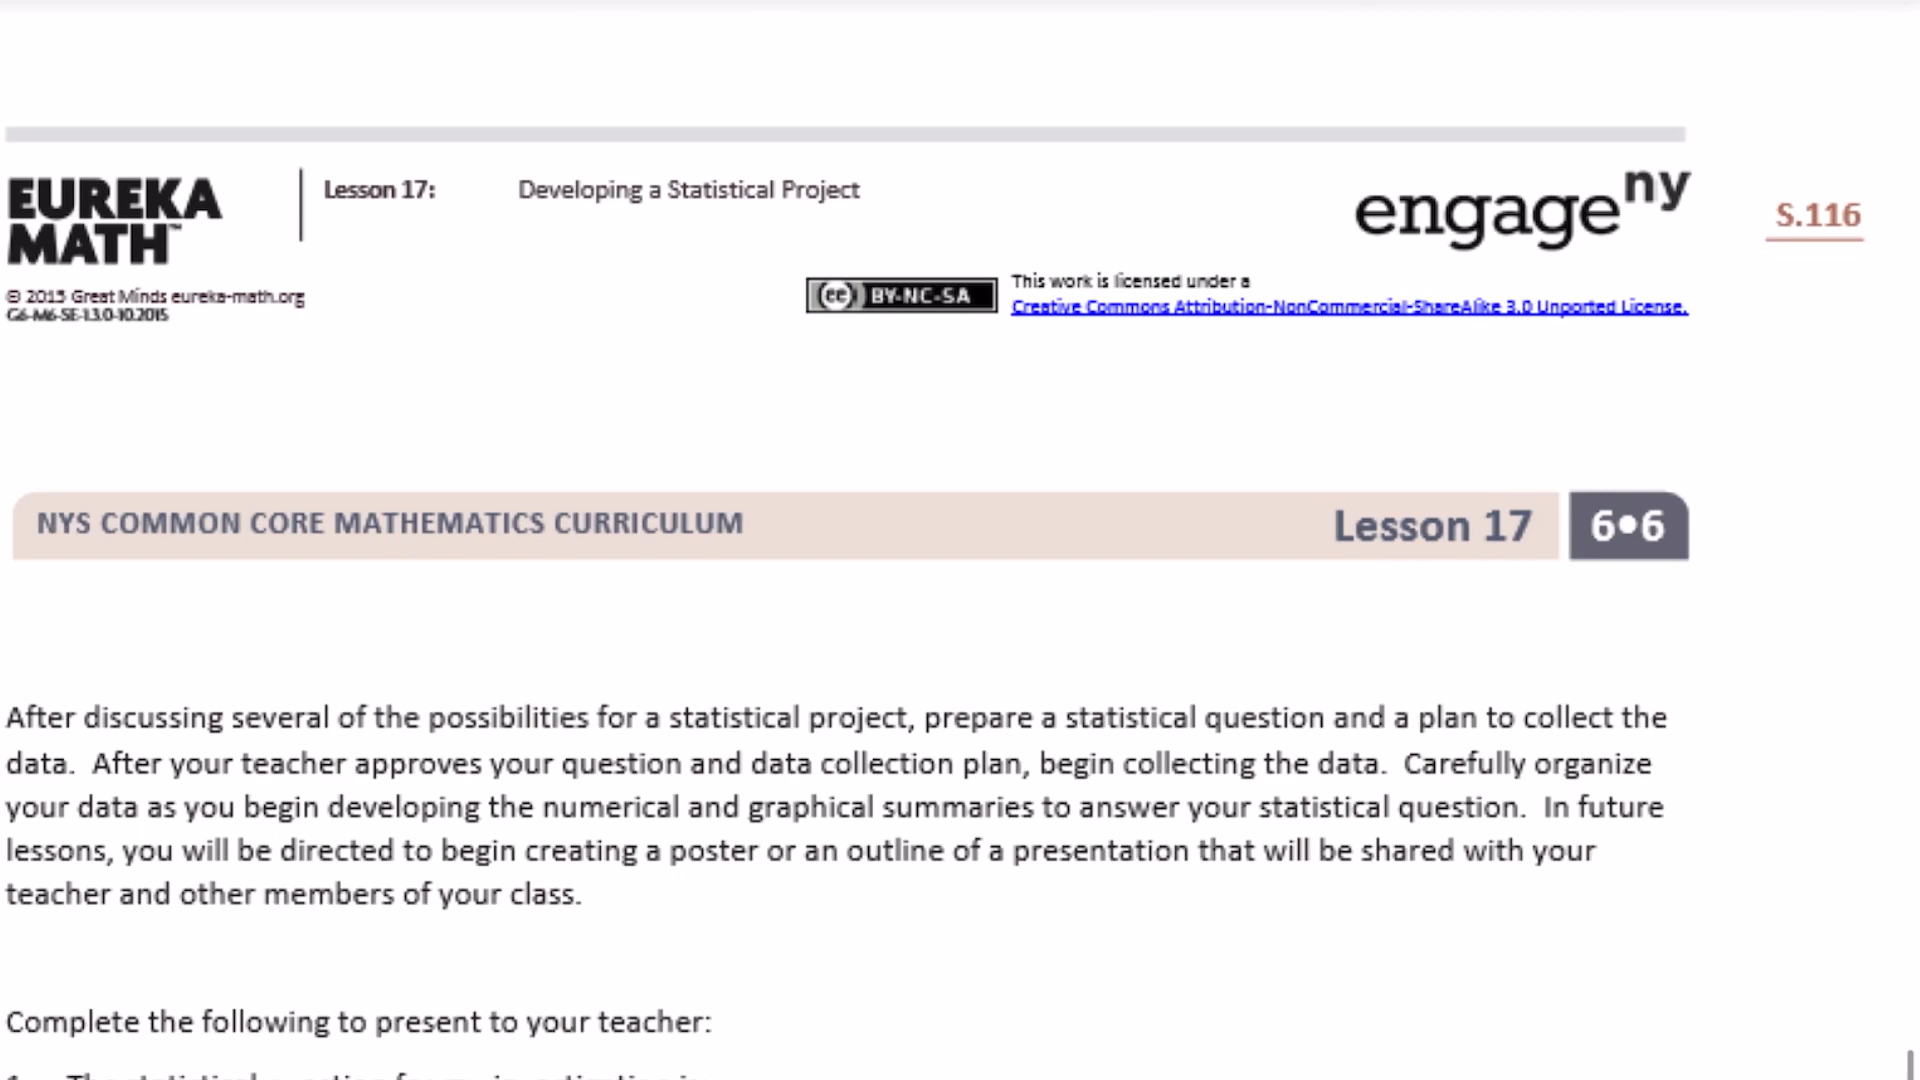 EUREKA
MATH™
Lesson 17: Developing a Statistical Project
engage ny
S.116
© 2015 Great Minds eureka-math.org
G6-M6-SE-1.3.0-10.2015
cc BY-NC-SA
This work is licensed under a
Creative Commons Attribution-NonCommercial-ShareAlike 3.0 Unported License.
NYS COMMON CORE MATHEMATICS CURRICULUM
Lesson 17
6•6
After discussing several of the possibilities for a statistical project, prepare a statistical question and a plan to collect the
data. After your teacher approves your question and data collection plan, begin collecting the data. Carefully organize
your data as you begin developing the numerical and graphical summaries to answer your statistical question. In future
lessons, you will be directed to begin creating a poster or an outline of a presentation that will be shared with your
teacher and other members of your class.
Complete the following to present to your teacher: